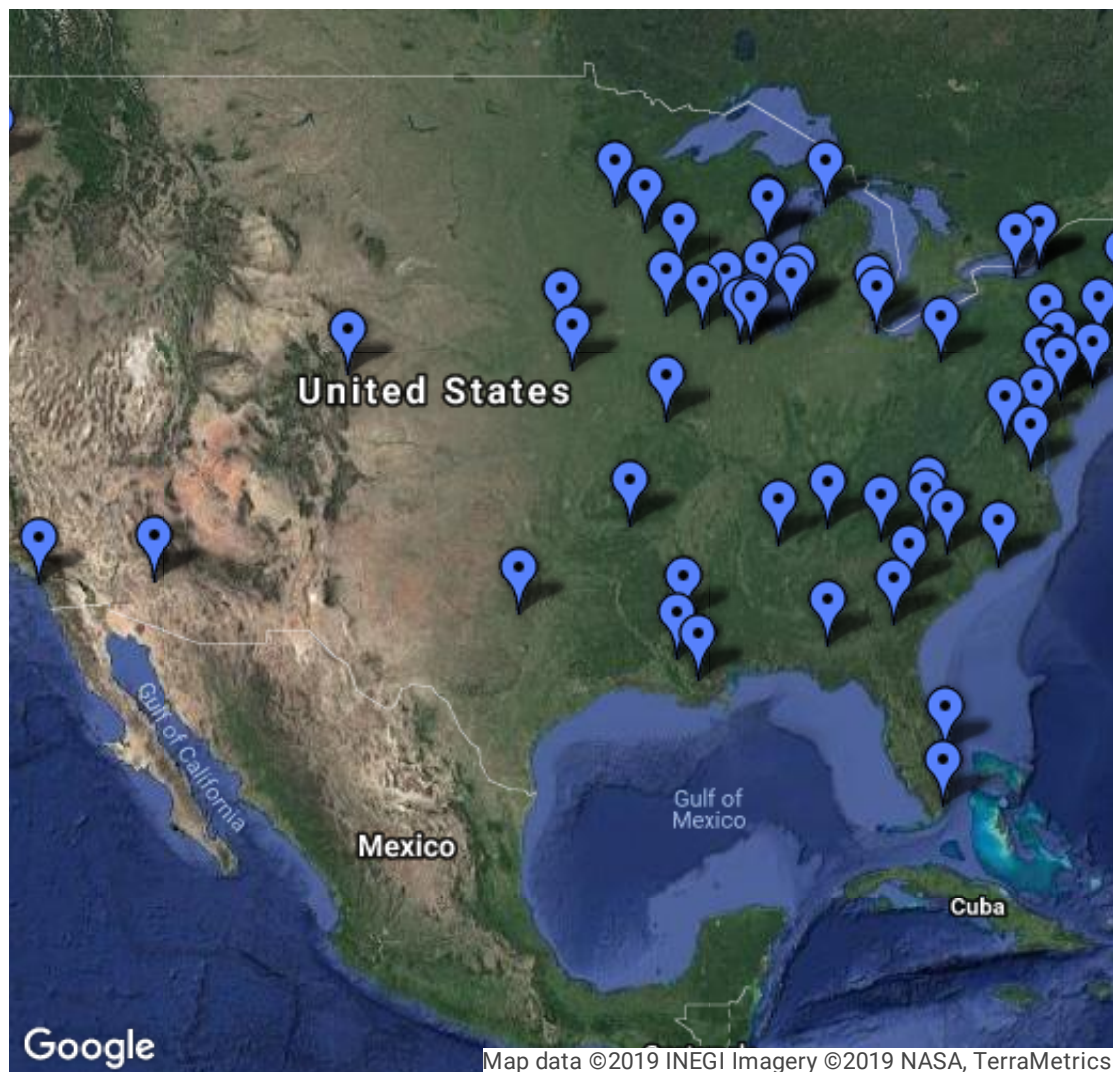 United States
Gulf of California
Gulf of
Mexico
Mexico
Cuba
Google
Map data ©2019 INEGI Imagery ©2019 NASA, TerraMetrics